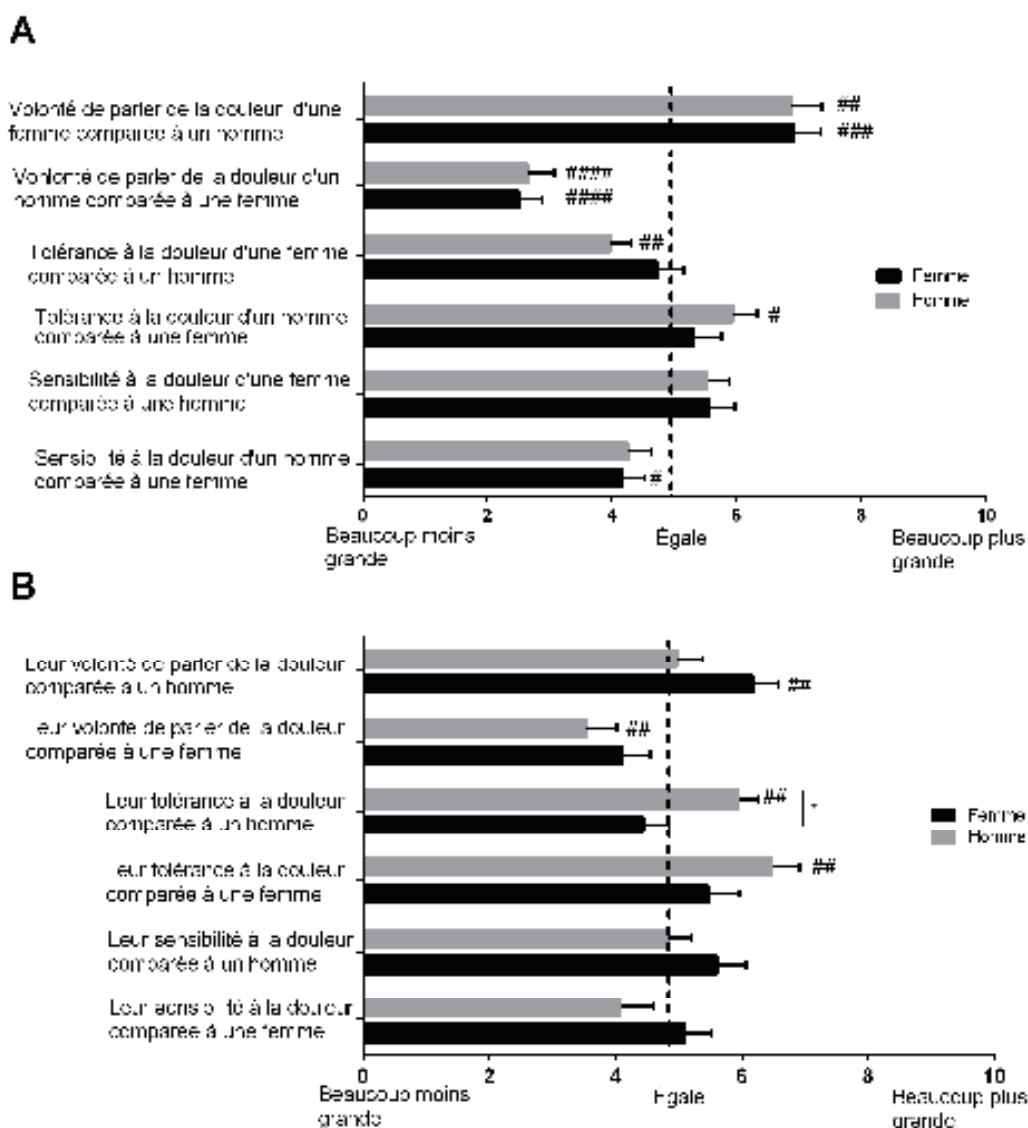 A
Volonté de parler de la douleur d'une
femme comparée à un homme
##
###
Vonlonté de parler de la douleur d'un
homme comparée à une femme
####
####
Tolérance à la douleur d'une femme
comparée à un homme
##
Femme
Homme
Tolérance à la douleur d'un homme
comparée à une femme
#
Sensibilité à la douleur d'une femme
comparée à une homme
Sensibilité à la douleur d'un homme
comparée à une femme
#
0 2 4 6 8 10
Beaucoup moins grande
Égale
Beaucoup plus grande
B
Leur volonté de parler de la douleur
comparée à un homme
##
Leur volonté de parler de la douleur
comparée à une femme
##
Leur tolérance à la douleur
comparée à un homme
## *
Femme
Homme
Leur tolérance à la douleur
comparée à une femme
##
Leur sensibilité à la douleur
comparée à un homme
Leur sensibilité à la douleur
comparée à une femme
0 2 4 6 8 10
Beaucoup moins grande
Égale
Beaucoup plus grande